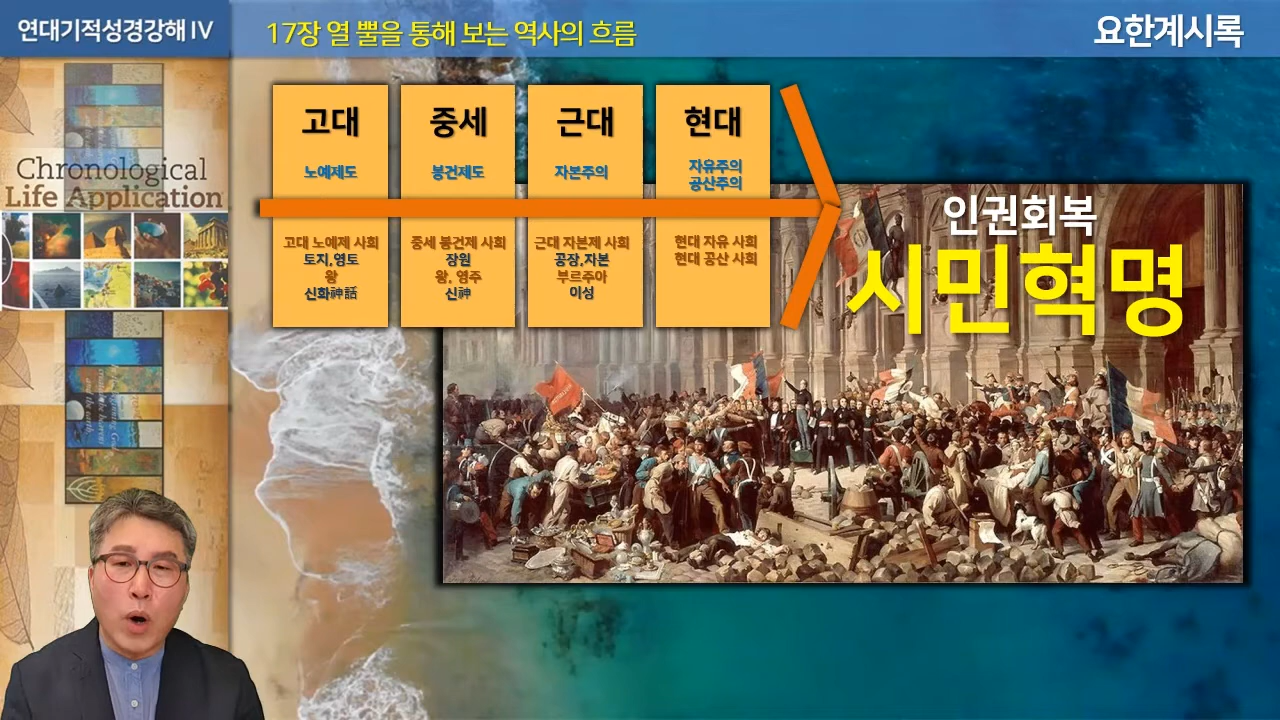 연대기적성경강해 IV
17장 열 뿔을 통해 보는 역사의 흐름
요한계시록
Chronological
Life Application
고대
노예제도
고대 노예제 사회
토지,영토
왕
신화神話
중세
봉건제도
중세 봉건제 사회
장원
왕, 영주
신神
근대
자본주의
근대 자본제 사회
공장,자본
부르주아
이성
현대
자유주의
공산주의
현대 자유 사회
현대 공산 사회
인권회복
시민혁명